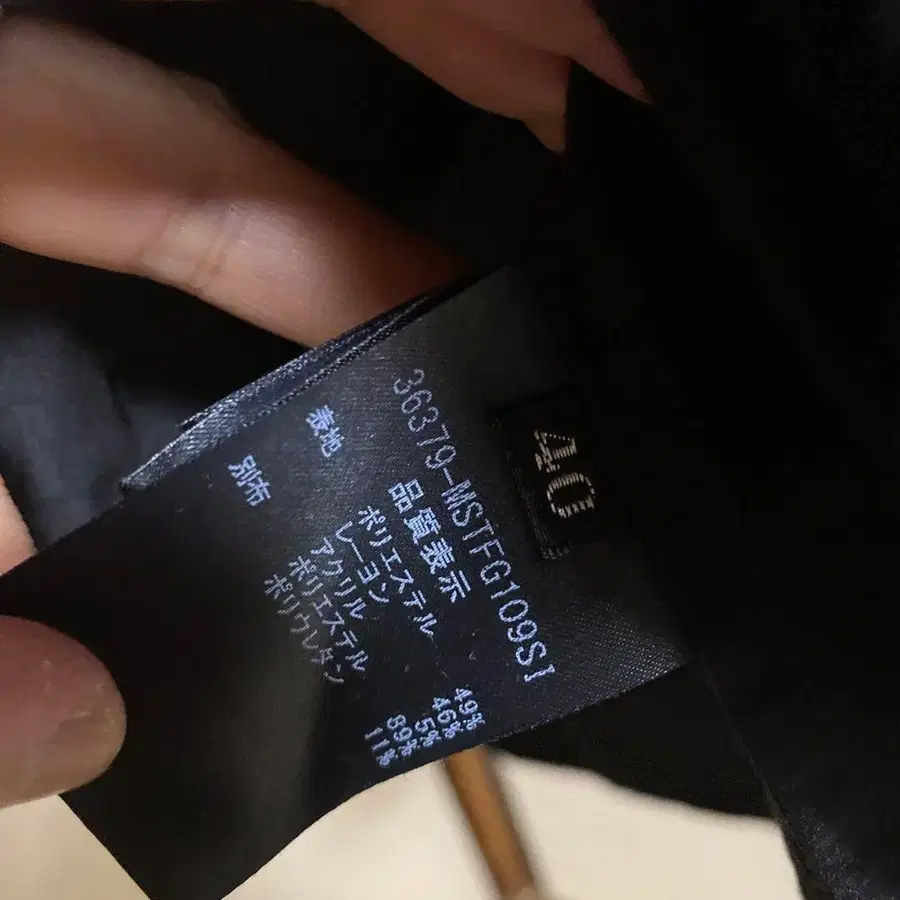 40
36379-MSTFG109SI
品質表示
表地 ポリエステル 49%
レーヨン 46%
アクリル 5%
別布 ポリエステル 89%
ポリウレタン 11%